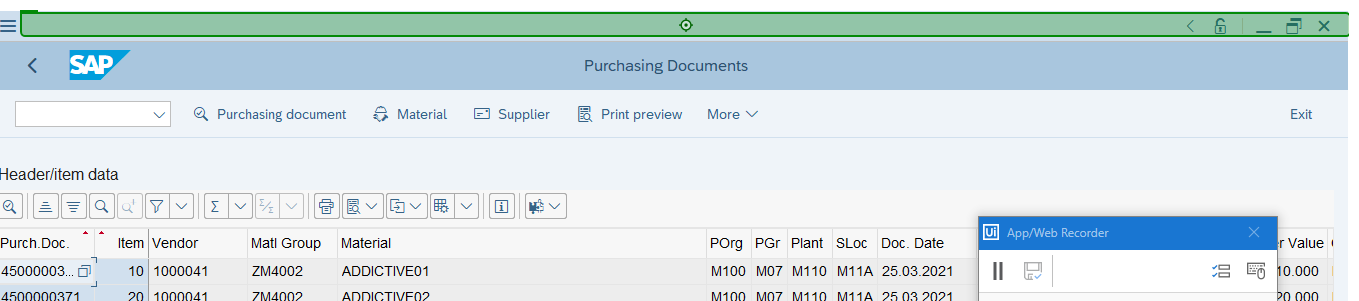 SAP
Purchasing Documents
Purchasing document Material Supplier Print preview More Exit
Header/item data
Purch.Doc. Item Vendor Matl Group Material POrg PGr Plant SLoc Doc. Date
Ui App/Web Recorder
r Value
45000003... 10 1000041 ZM4002 ADDICTIVE01 M100 M07 M110 M11A 25.03.2021 10.000
4500000371 20 1000041 ZM4002 ADDICTIVE02 M100 M07 M110 M11A 25.03.2021 20.000